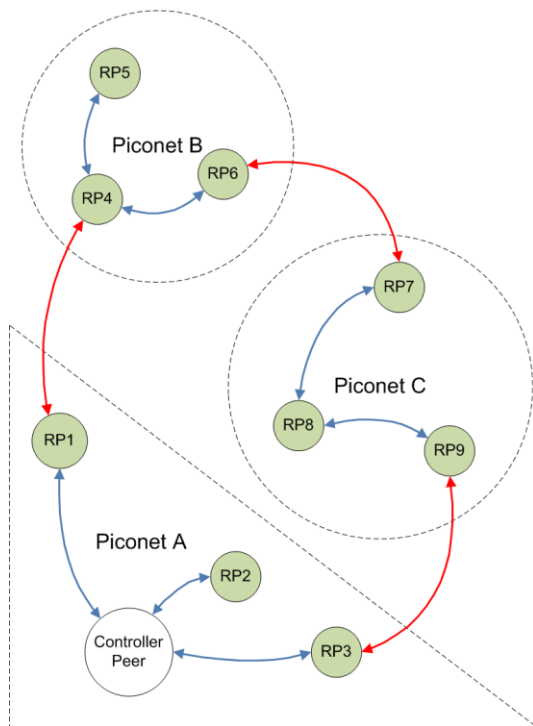 RP5
Piconet B
RP6
RP4
RP7
Piconet C
RP8
RP9
RP1
Piconet A
RP2
Controller
Peer
RP3